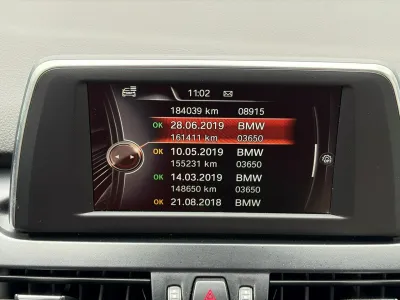 11:02
184039 km 08915
OK 28.06.2019 BMW
161411 km 03650
OK 10.05.2019 BMW
155231 km 03650
OK 14.03.2019 BMW
148650 km 03650
OK 21.08.2018 BMW